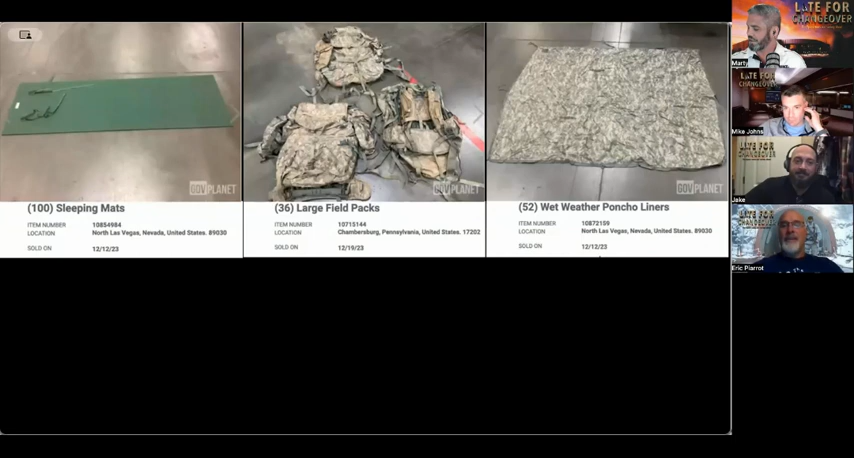 GOVPLANET
(100) Sleeping Mats
ITEM NUMBER 10854984
LOCATION North Las Vegas, Nevada, United States. 89030
SOLD ON 12/12/23
GOVPLANET
(36) Large Field Packs
ITEM NUMBER 10715144
LOCATION Chambersburg, Pennsylvania, United States. 17202
SOLD ON 12/19/23
GOVPLANET
(52) Wet Weather Poncho Liners
ITEM NUMBER 10872159
LOCATION North Las Vegas, Nevada, United States. 89030
SOLD ON 12/12/23
LATE FOR
CHANGEOVER
Marty
LATE FOR
CHANGEOVER
Mike Johns
LATE FOR
CHANGEOVER
Jake
LATE FOR
CHANGEOVER
Eric Piarrot